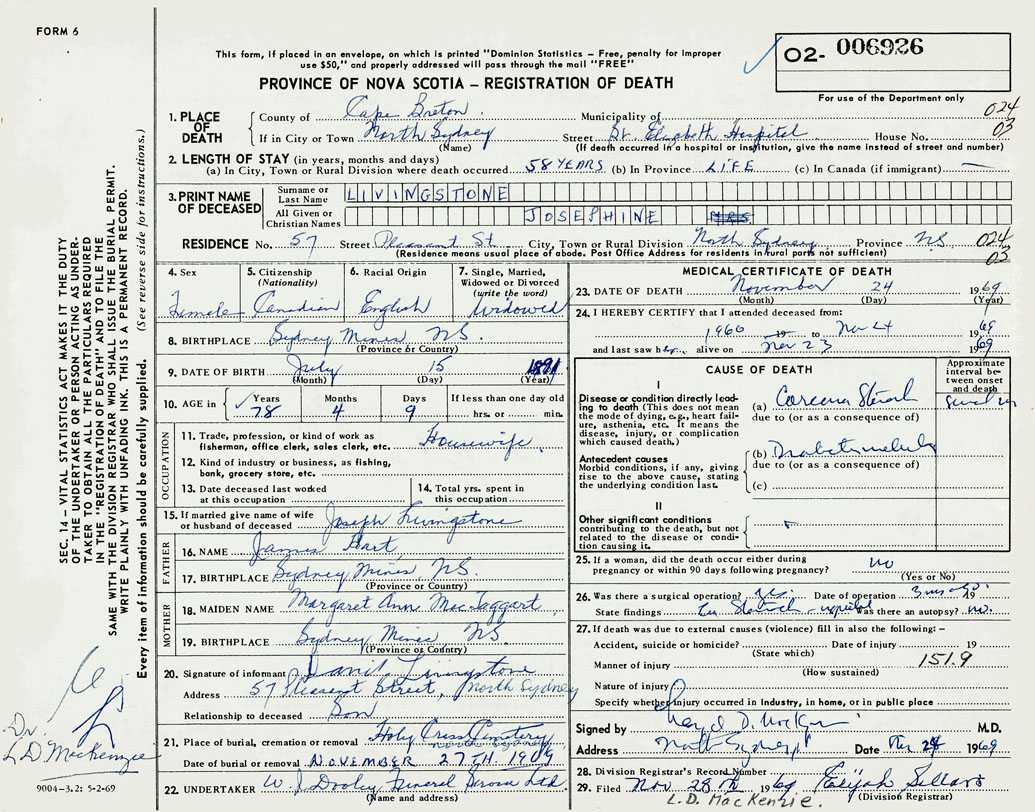 FORM 6
This form, if placed in an envelope, on which is printed "Dominion Statistics – Free, penalty for improper
use $50," and properly addressed will pass through the mail "FREE"
PROVINCE OF NOVA SCOTIA – REGISTRATION OF DEATH
02- 006926
For use of the Department only
024
03
1. PLACE OF DEATH
County of Cape Breton Municipality of
If in City or Town North Sydney Street St. Elizabeth Hospital House No.
(Name) (If death occurred in a hospital or institution, give the name instead of street and number)
2. LENGTH OF STAY (in years, months and days)
(a) In City, Town or Rural Division where death occurred 58 YEARS (b) In Province LIFE (c) In Canada (if immigrant) —
3. PRINT NAME OF DECEASED
Surname or Last Name LIVINGSTONE
All Given or Christian Names JOSEPHINE MRS
RESIDENCE No. 57 Street Pleasant St. City, Town or Rural Division North Sydney Province NS
024
03
(Residence means usual place of abode. Post Office Address for residents in rural parts not sufficient)
4. Sex
Female
5. Citizenship (Nationality)
Canadian
6. Racial Origin
English
7. Single, Married, Widowed or Divorced (write the word)
Widowed
8. BIRTHPLACE Sydney Mines NS.
(Province or Country)
9. DATE OF BIRTH July 15 1891
(Month) (Day) (Year)
10. AGE in Years Months Days If less than one day old
78 4 9 hrs. or min.
OCCUPATION
11. Trade, profession, or kind of work as fisherman, office clerk, sales clerk, etc. Housewife
12. Kind of industry or business, as fishing, bank, grocery store, etc.
13. Date deceased last worked at this occupation
14. Total yrs. spent in this occupation
15. If married give name of wife or husband of deceased Joseph Livingstone
FATHER
16. NAME James Hart
17. BIRTHPLACE Sydney Mines, NS.
(Province or Country)
MOTHER
18. MAIDEN NAME Margaret Ann MacTaggart
19. BIRTHPLACE Sydney Mines NS.
(Province or Country)
20. Signature of informant Livingstone
Address 57 Pleasant Street, North Sydney
Relationship to deceased Son
21. Place of burial, cremation or removal Holy Cross Cemetery
North Sydney
Date of burial or removal NOVEMBER 27TH 1969
22. UNDERTAKER W. J. Dooley Funeral Service Ltd.
(Name and address)
MEDICAL CERTIFICATE OF DEATH
23. DATE OF DEATH November 24 1969
(Month) (Day) (Year)
24. I HEREBY CERTIFY that I attended deceased from:
1966 19 to Nov 24 1969
and last saw her alive on Nov 23 1969
CAUSE OF DEATH
Approximate interval between onset and death
I
Disease or condition directly leading to death (This does not mean the mode of dying, e.g., heart failure, asthenia, etc. It means the disease, injury, or complication which caused death.)
(a)
due to (or as a consequence of)
Antecedent causes
Morbid conditions, if any, giving rise to the above cause, stating the underlying condition last.
(b)
due to (or as a consequence of)
(c)
II
Other significant conditions
contributing to the death, but not related to the disease or condition causing it.
25. If a woman, did the death occur either during pregnancy or within 90 days following pregnancy? no
(Yes or No)
26. Was there a surgical operation? yes. Date of operation 3 mos ago 19
State findings Was there an autopsy? no.
27. If death was due to external causes (violence) fill in also the following: –
Accident, suicide or homicide? Date of injury 19
(State which)
Manner of injury 151.9
(How sustained)
Nature of injury
Specify whether injury occurred in industry, in home, or in public place
Signed by M.D.
Address North Sydney Date Nov 24 1969
28. Division Registrar's Record Number
29. Filed Nov 28th 1969 Elijah Sellars
(Division Registrar)
L.D. MacKenzie.
SEC. 14 – VITAL STATISTICS ACT MAKES IT THE DUTY
OF THE UNDERTAKER OR PERSON ACTING AS UNDER-
TAKER TO OBTAIN ALL THE PARTICULARS REQUIRED
IN THE "REGISTRATION OF DEATH" AND TO FILE THE
SAME WITH THE DIVISION REGISTRAR WHO SHALL ISSUE THE BURIAL PERMIT.
WRITE PLAINLY WITH UNFADING INK. THIS IS A PERMANENT RECORD.
Every item of information should be carefully supplied. (See reverse side for instructions.)
Dr.
L D MacKenzie
9004–3.2: 5-2-69